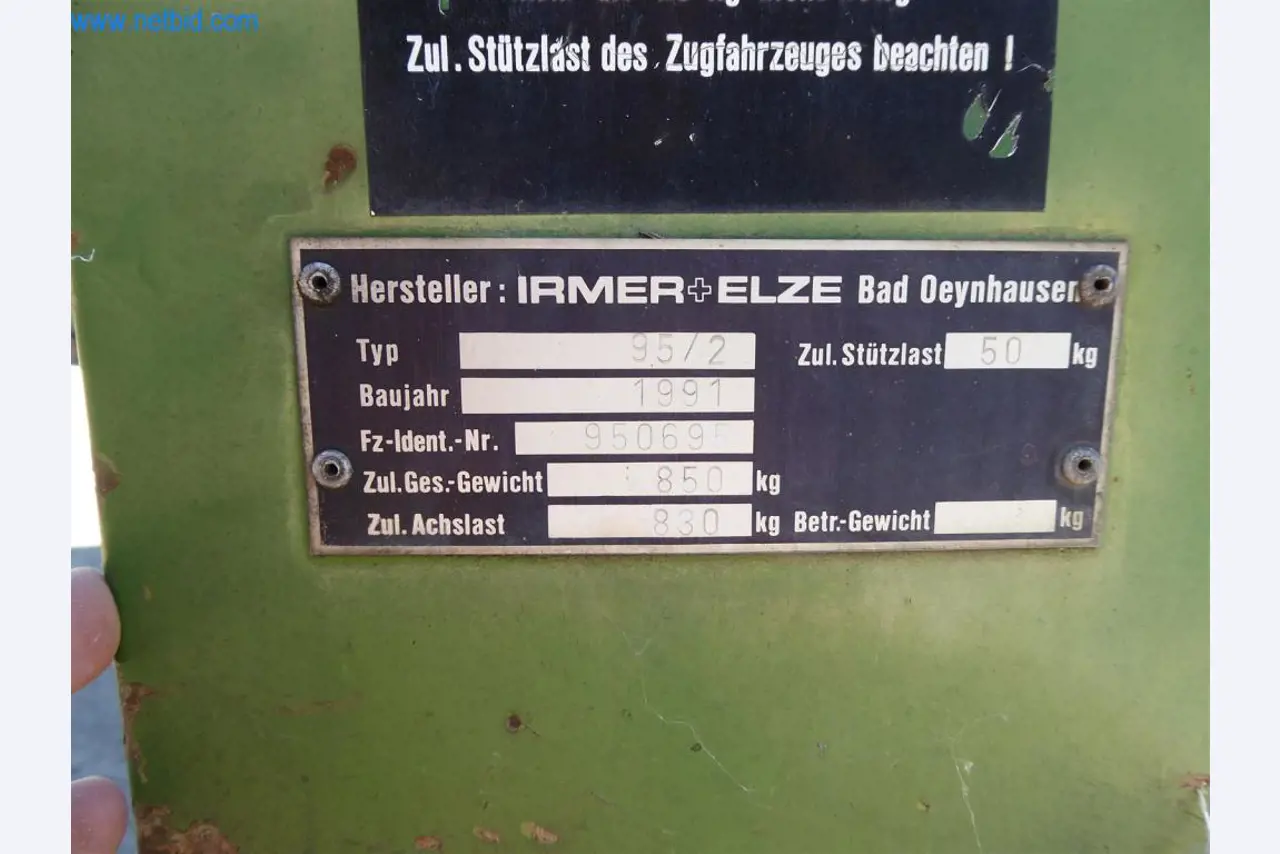 www.netbid.com
Zul. Stützlast des Zugfahrzeuges beachten !
Hersteller: IRMER+ELZE Bad Oeynhausen
Typ 95/2 Zul. Stützlast 50 kg
Baujahr 1991
Fz-Ident.-Nr. 950695
Zul.Ges.-Gewicht 850 kg
Zul. Achslast 830 kg Betr.-Gewicht kg